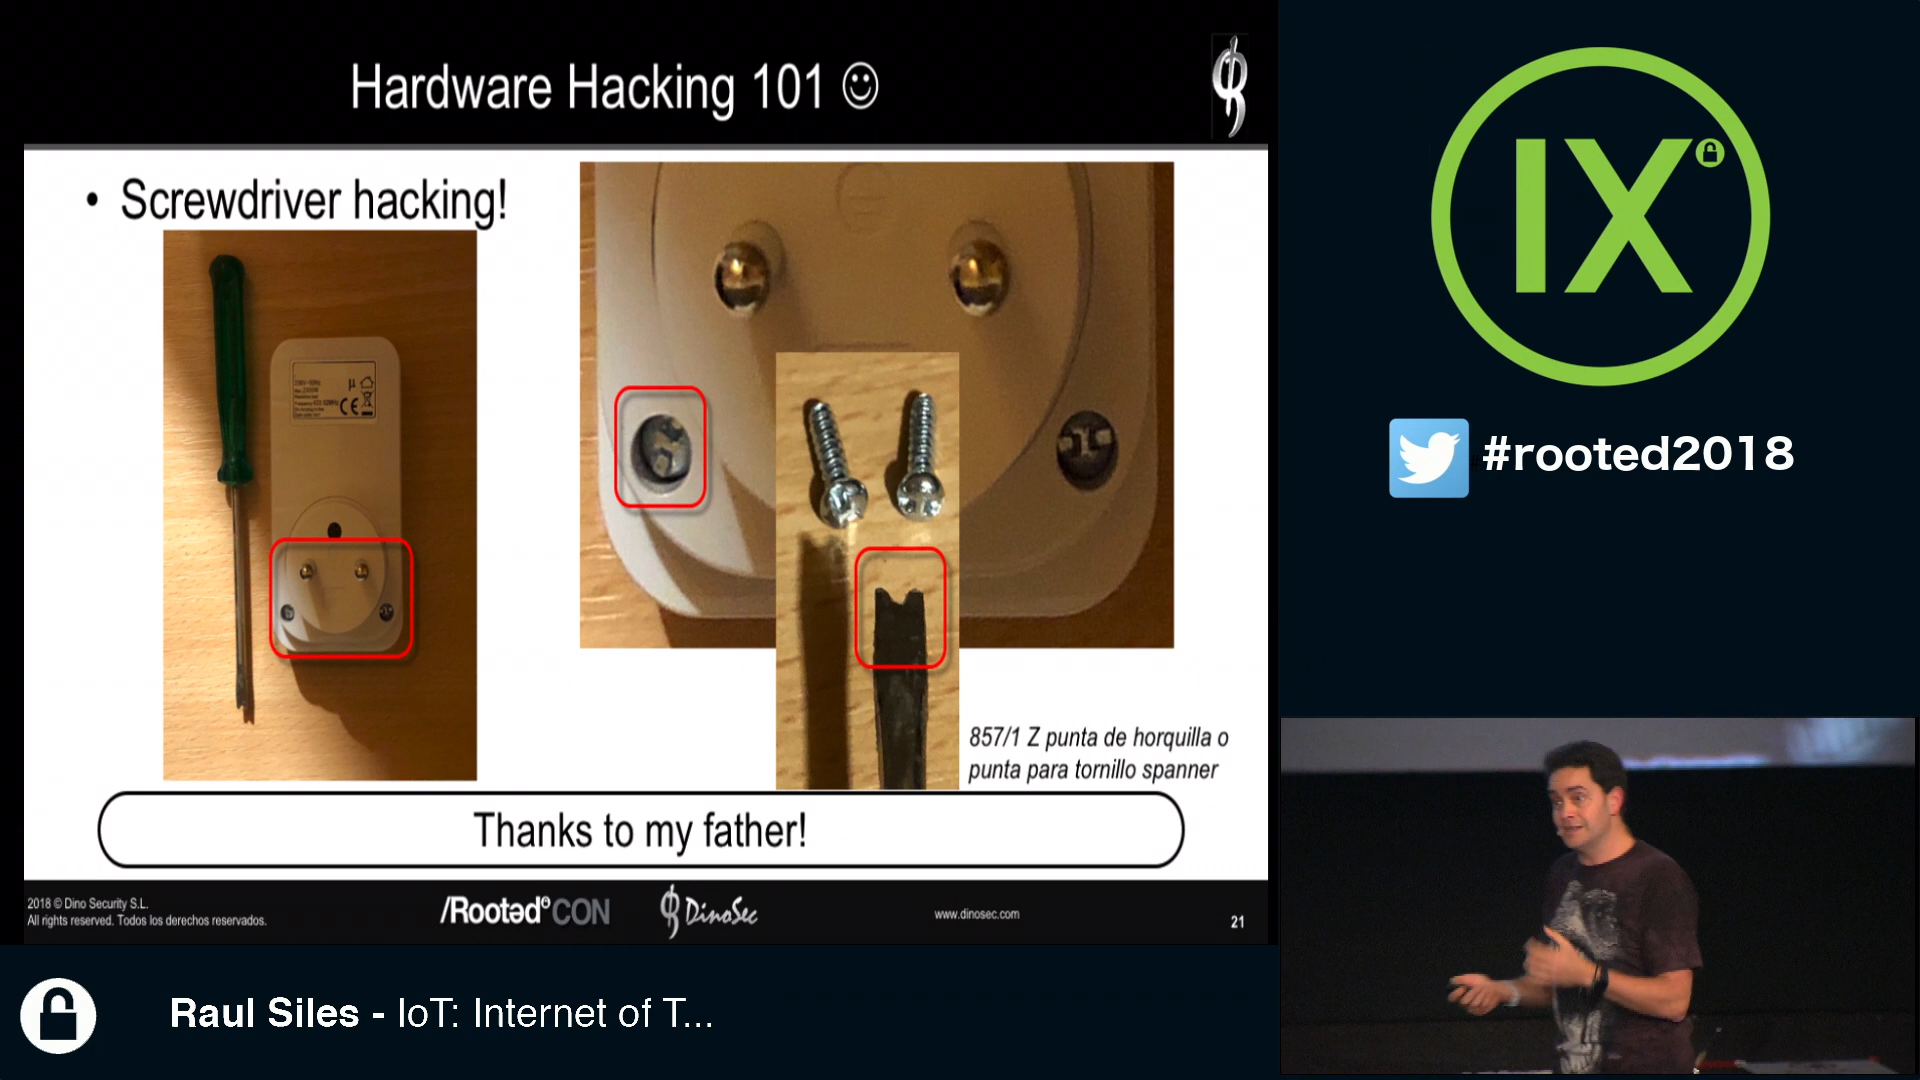 Hardware Hacking 101 ☺
• Screwdriver hacking!
857/1 Z punta de horquilla o
punta para tornillo spanner
Thanks to my father!
2018 © Dino Security S.L.
All rights reserved. Todos los derechos reservados.
/Rooted CON
DinoSec
www.dinosec.com
21
IX
#rooted2018
Raul Siles - IoT: Internet of T...